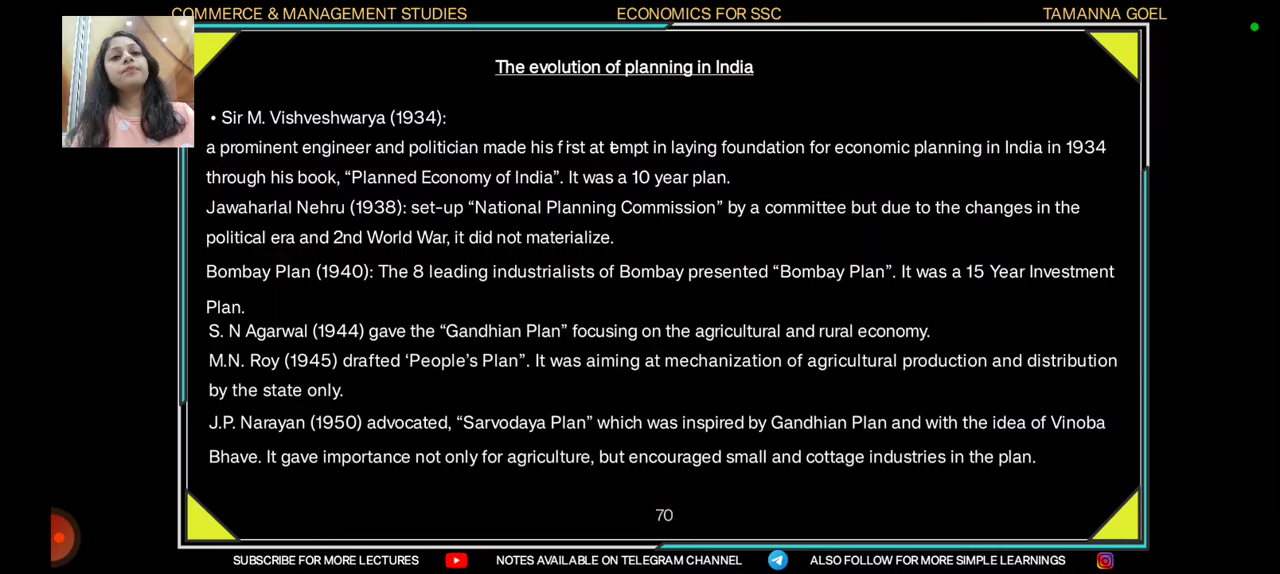 COMMERCE & MANAGEMENT STUDIES ECONOMICS FOR SSC TAMANNA GOEL
The evolution of planning in India
• Sir M. Vishveshwarya (1934):
a prominent engineer and politician made his first attempt in laying foundation for economic planning in India in 1934
through his book, “Planned Economy of India”. It was a 10 year plan.
Jawaharlal Nehru (1938): set-up “National Planning Commission” by a committee but due to the changes in the
political era and 2nd World War, it did not materialize.
Bombay Plan (1940): The 8 leading industrialists of Bombay presented “Bombay Plan”. It was a 15 Year Investment
Plan.
S. N Agarwal (1944) gave the “Gandhian Plan” focusing on the agricultural and rural economy.
M.N. Roy (1945) drafted ‘People’s Plan”. It was aiming at mechanization of agricultural production and distribution
by the state only.
J.P. Narayan (1950) advocated, “Sarvodaya Plan” which was inspired by Gandhian Plan and with the idea of Vinoba
Bhave. It gave importance not only for agriculture, but encouraged small and cottage industries in the plan.
70
SUBSCRIBE FOR MORE LECTURES NOTES AVAILABLE ON TELEGRAM CHANNEL ALSO FOLLOW FOR MORE SIMPLE LEARNINGS